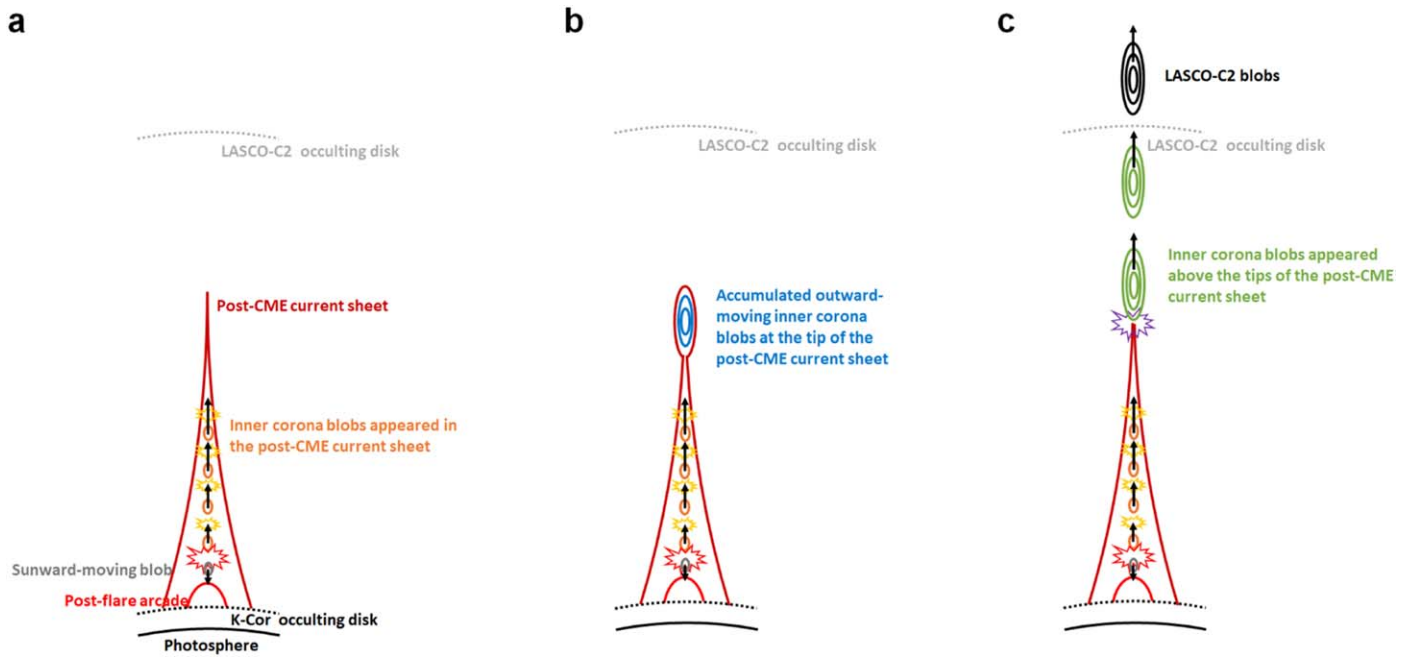 a
LASCO-C2 occulting disk
Post-CME current sheet
Inner corona blobs appeared in
the post-CME current sheet
Sunward-moving blob
Post-flare arcade
K-Cor occulting disk
Photosphere
b
LASCO-C2 occulting disk
Accumulated outward-
moving inner corona
blobs at the tip of the
post-CME current sheet
c
LASCO-C2 blobs
LASCO-C2 occulting disk
Inner corona blobs appeared
above the tips of the post-CME
current sheet